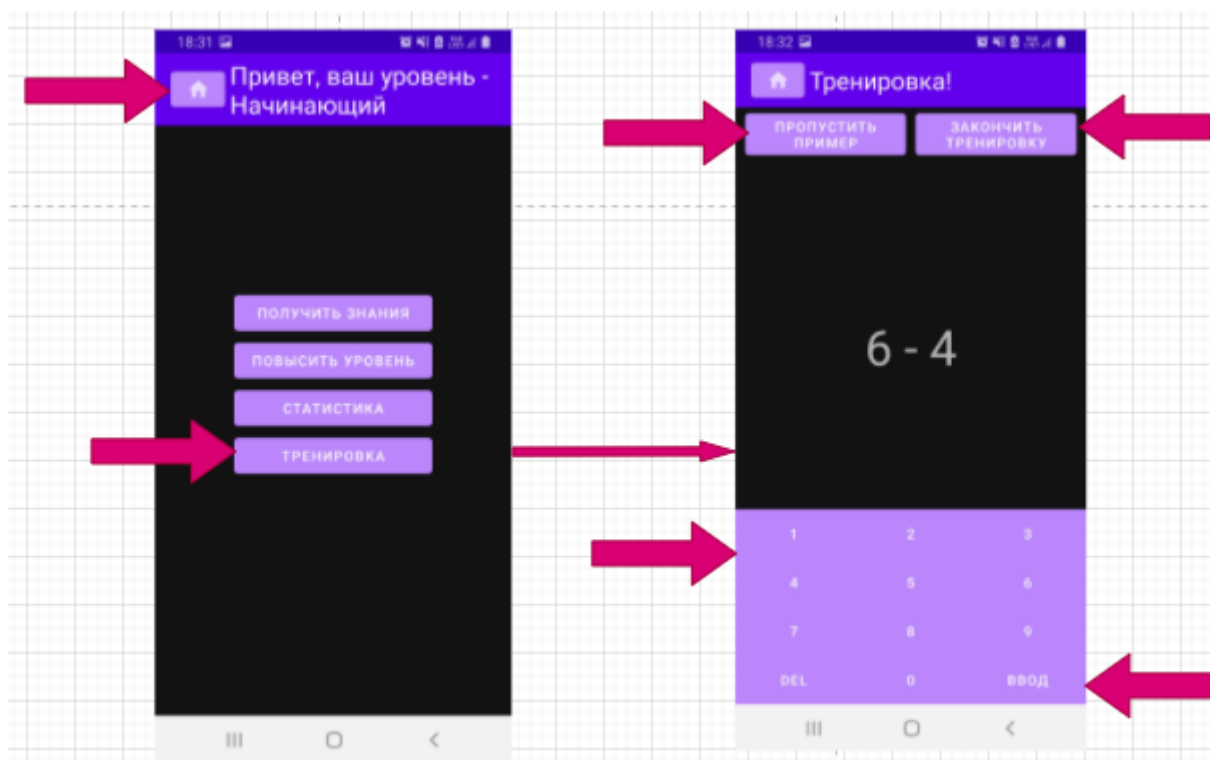 18:31
Привет, ваш уровень -
Начинающий
ПОЛУЧИТЬ ЗНАНИЯ
ПОВЫСИТЬ УРОВЕНЬ
СТАТИСТИКА
ТРЕНИРОВКА
18:32
Тренировка!
ПРОПУСТИТЬ
ПРИМЕР
ЗАКОНЧИТЬ
ТРЕНИРОВКУ
6 - 4
1 2 3
4 5 6
7 8 9
DEL 0 ВВОД